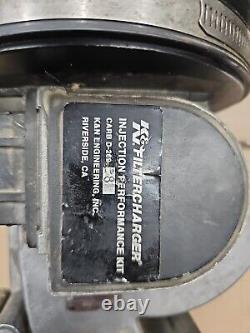 K&N FILTERCHARGER
INJECTION PERFORMANCE KIT
CARB D-269-
K&N ENGINEERING, INC.
RIVERSIDE, CA